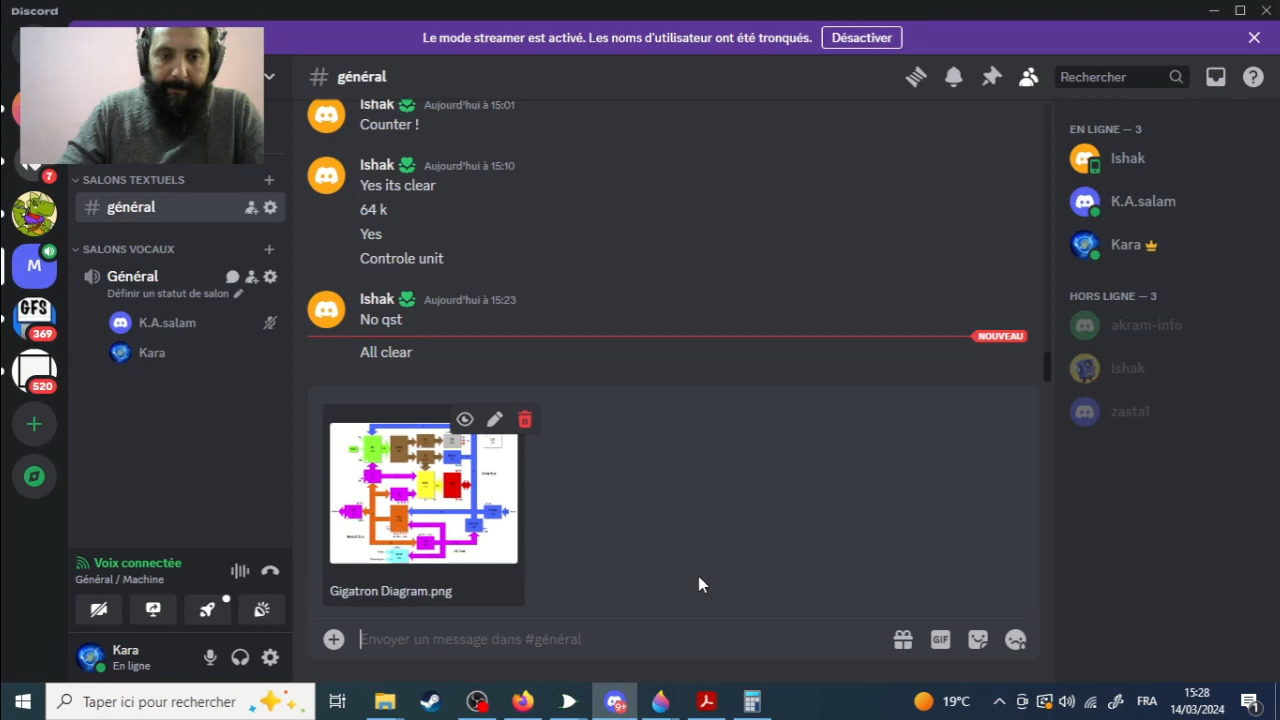 Discord
Le mode streamer est activé. Les noms d'utilisateur ont été tronqués.
Désactiver
général
Rechercher
SALONS TEXTUELS
général
SALONS VOCAUX
Général
Définir un statut de salon
K.A.salam
Kara
7
M
GFS
369
520
Ishak
Aujourd'hui à 15:01
Counter !
Ishak
Aujourd'hui à 15:10
Yes its clear
64 k
Yes
Controle unit
Ishak
Aujourd'hui à 15:23
No qst
NOUVEAU
All clear
Gigatron Diagram.png
Envoyer un message dans #général
GIF
EN LIGNE — 3
Ishak
K.A.salam
Kara
HORS LIGNE — 3
akram-info
Ishak
zasta1
Voix connectée
Général / Machine
Kara
En ligne
Taper ici pour rechercher
9+
19°C
FRA
15:28
14/03/2024
1